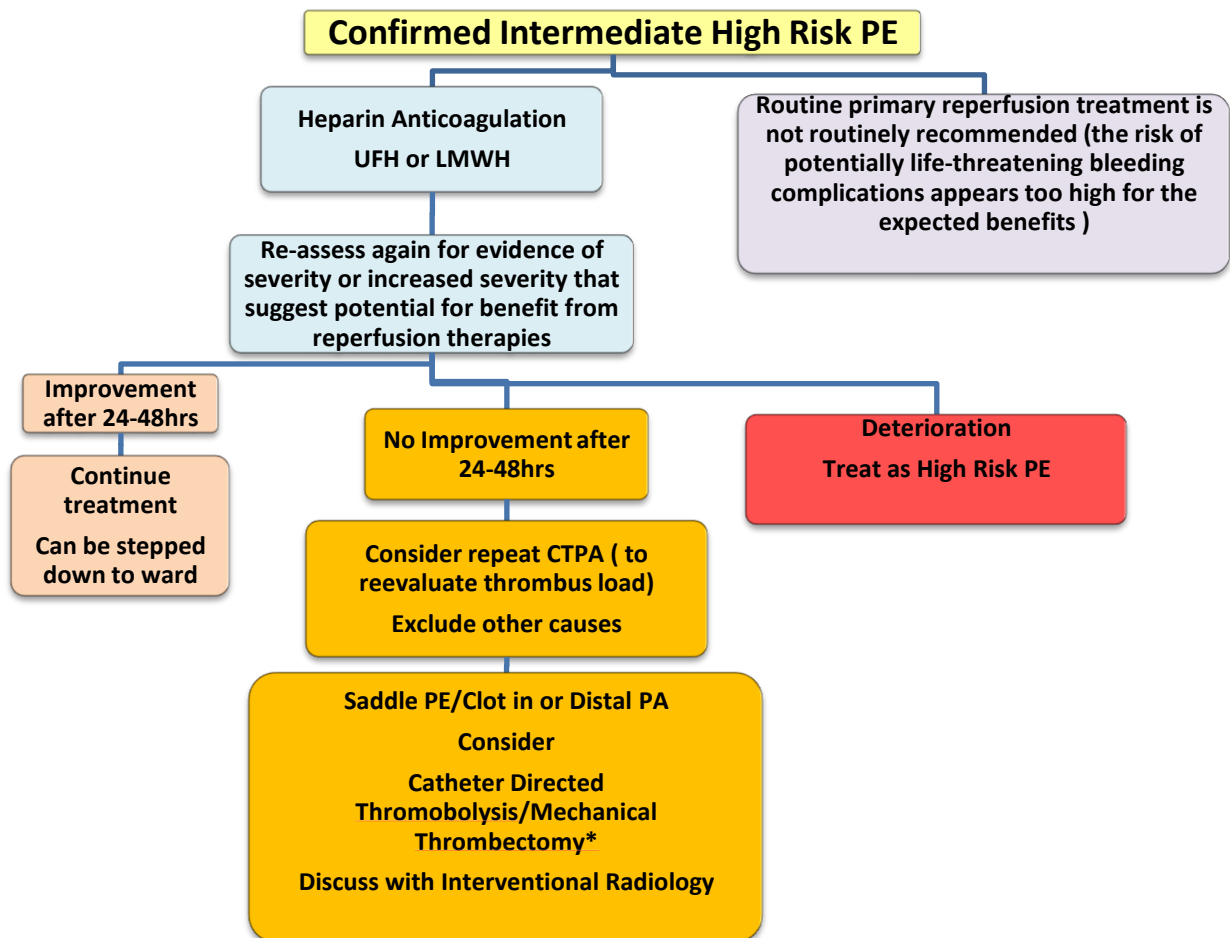 Confirmed Intermediate High Risk PE
Heparin Anticoagulation
UFH or LMWH
Routine primary reperfusion treatment is
not routinely recommended (the risk of
potentially life-threatening bleeding
complications appears too high for the
expected benefits )
Re-assess again for evidence of
severity or increased severity that
suggest potential for benefit from
reperfusion therapies
Improvement
after 24-48hrs
Continue
treatment
Can be stepped
down to ward
No Improvement after
24-48hrs
Consider repeat CTPA ( to
reevaluate thrombus load)
Exclude other causes
Saddle PE/Clot in or Distal PA
Consider
Catheter Directed
Thromobolysis/Mechanical
Thrombectomy*
Discuss with Interventional Radiology
Deterioration
Treat as High Risk PE